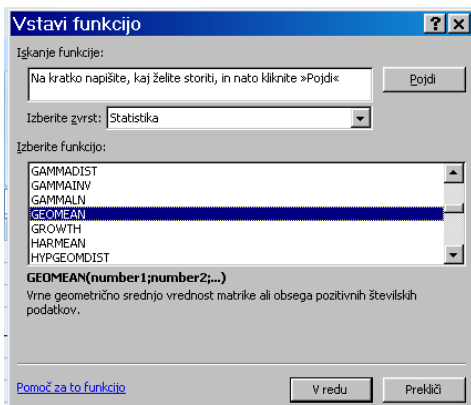 Vstavi funkcijo
Iskanje funkcije:
Na kratko napišite, kaj želite storiti, in nato kliknite »Pojdi«
Pojdi
Izberite zvrst: Statistika
Izberite funkcijo:
GAMMADIST
GAMMAINV
GAMMALN
GEOMEAN
GROWTH
HARMEAN
HYPGEOMDIST
GEOMEAN(number1;number2;...)
Vrne geometrično srednjo vrednost matrike ali obsega pozitivnih številskih
podatkov.
Pomoč za to funkcijo
V redu
Prekliči